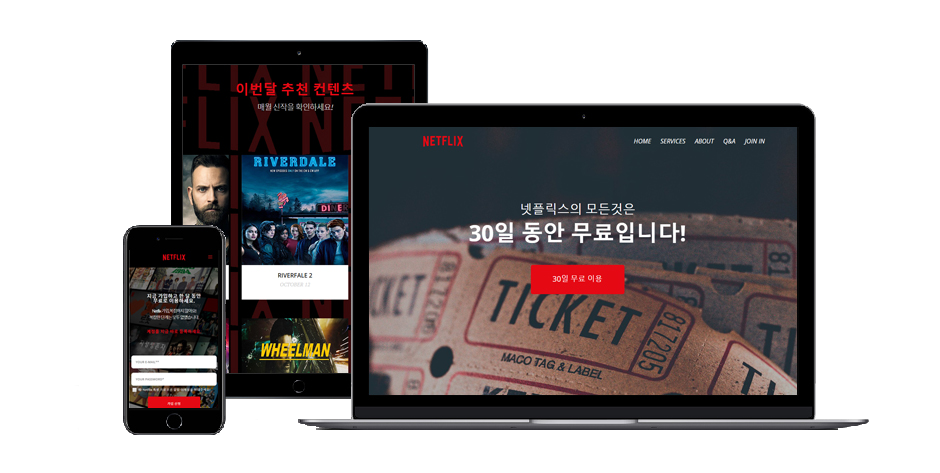 이번달 추천 컨텐츠
매월 신작을 확인하세요!
RIVERDALE
DINE
RIVERFALE 2
OCTOBER 12
WHEELMAN
NETFLIX
지금 가입하고 한 달 동안
무료로 이용하세요.
YOUR E-MAIL**
YOUR PASSWORD**
NETFLIX
HOME
SERVICES
ABOUT
Q&A
JOIN IN
넷플릭스의 모든것은
30일 동안 무료입니다!
30일 무료 이용
TICKET
TICKET
MACO TAG & LABEL
817205